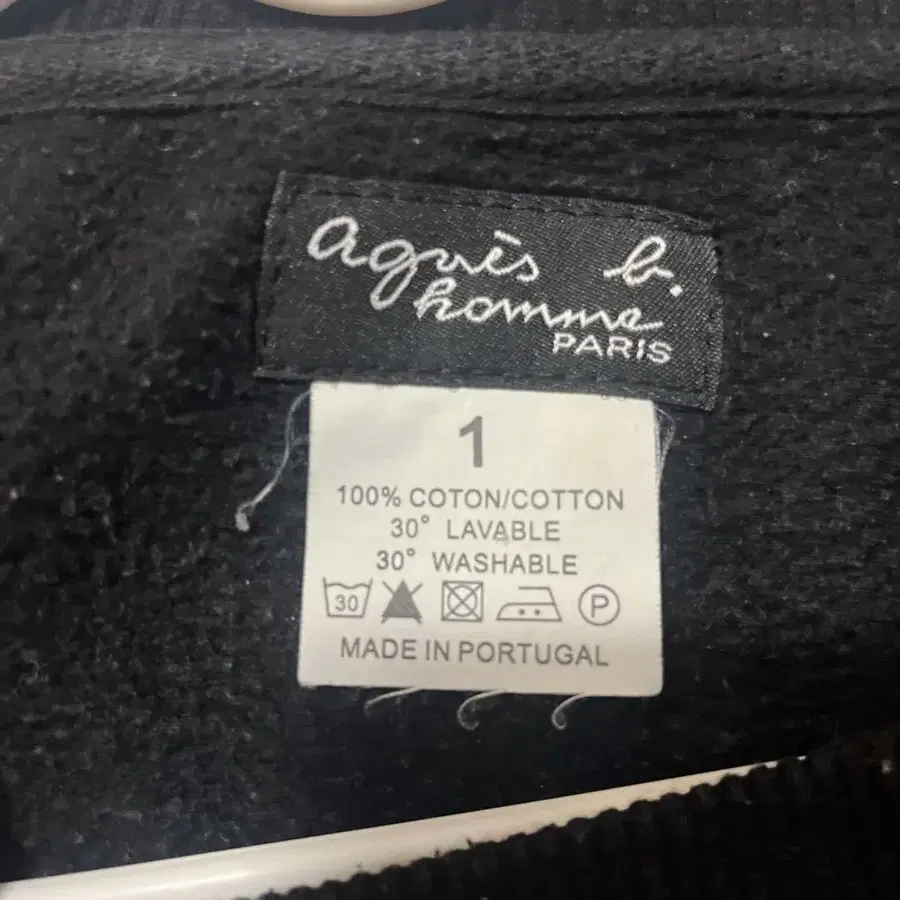 agnès b.
homme
PARIS
1
100% COTON/COTTON
30° LAVABLE
30° WASHABLE
30 P
MADE IN PORTUGAL